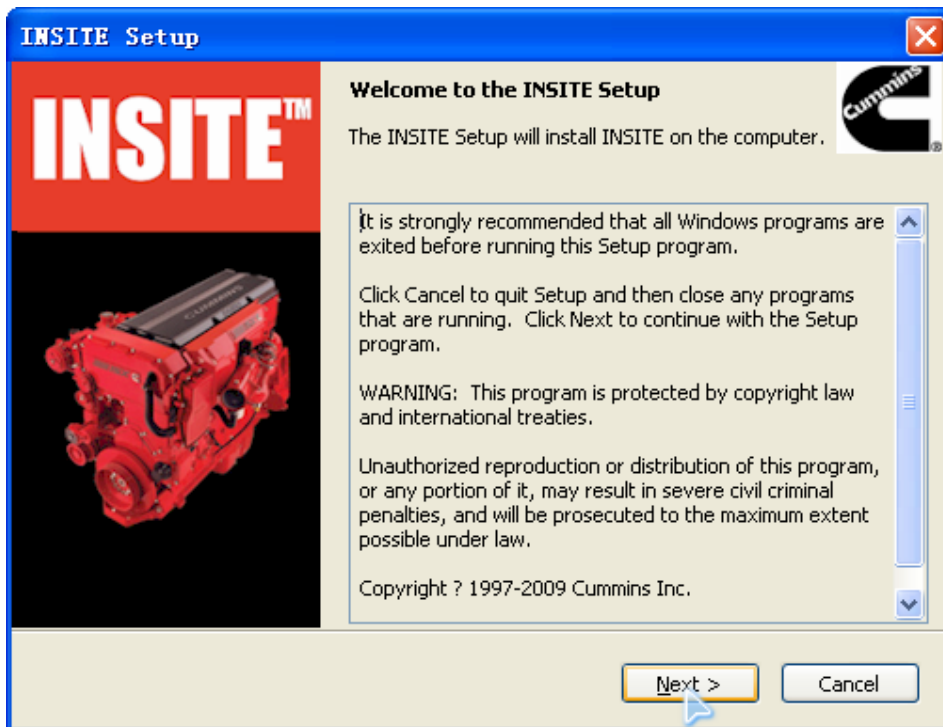 INSITE Setup
INSITE™
Welcome to the INSITE Setup
The INSITE Setup will install INSITE on the computer.
Cummins
®
It is strongly recommended that all Windows programs are
exited before running this Setup program.
Click Cancel to quit Setup and then close any programs
that are running.  Click Next to continue with the Setup
program.
WARNING:  This program is protected by copyright law
and international treaties.
Unauthorized reproduction or distribution of this program,
or any portion of it, may result in severe civil criminal
penalties, and will be prosecuted to the maximum extent
possible under law.
Copyright ? 1997-2009 Cummins Inc.
CUMMINS
Next >
Cancel